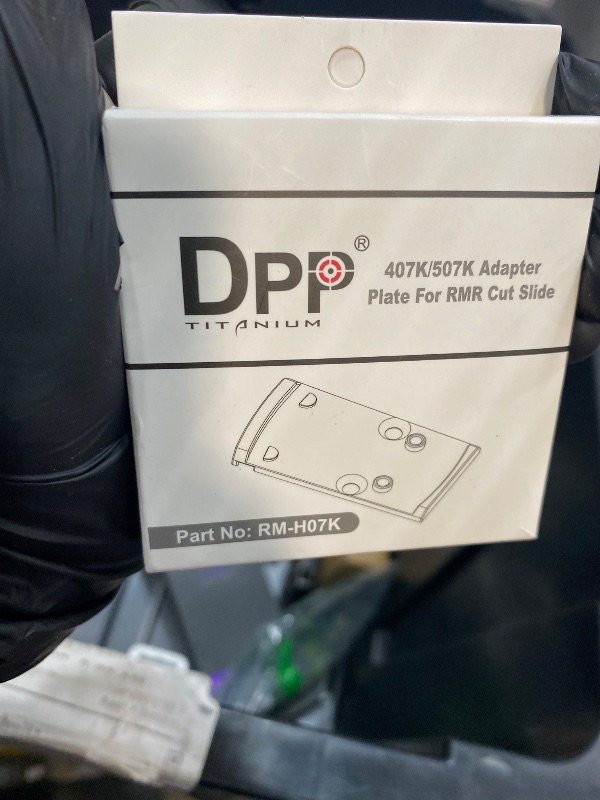 DPP®
TITANIUM
407K/507K Adapter
Plate For RMR Cut Slide
Part No: RM-H07K